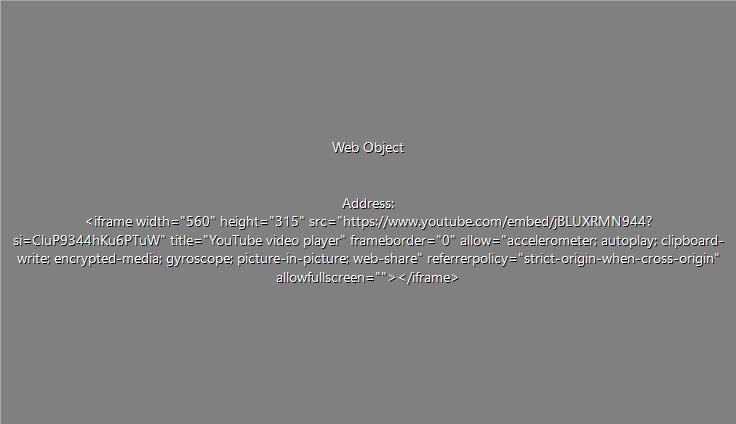 Web Object
Address:
<iframe width="560" height="315" src="https://www.youtube.com/embed/jBLUXRMN944?
si=CluP9344hKu6PTuW" title="YouTube video player" frameborder="0" allow="accelerometer; autoplay; clipboard-
write; encrypted-media; gyroscope; picture-in-picture; web-share" referrerpolicy="strict-origin-when-cross-origin"
allowfullscreen=""></iframe>